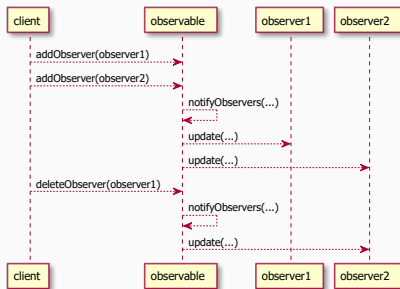 client observable observer1 observer2
addObserver(observer1)
addObserver(observer2)
notifyObservers(...)
update(...)
update(...)
deleteObserver(observer1)
notifyObservers(...)
update(...)
client observable observer1 observer2